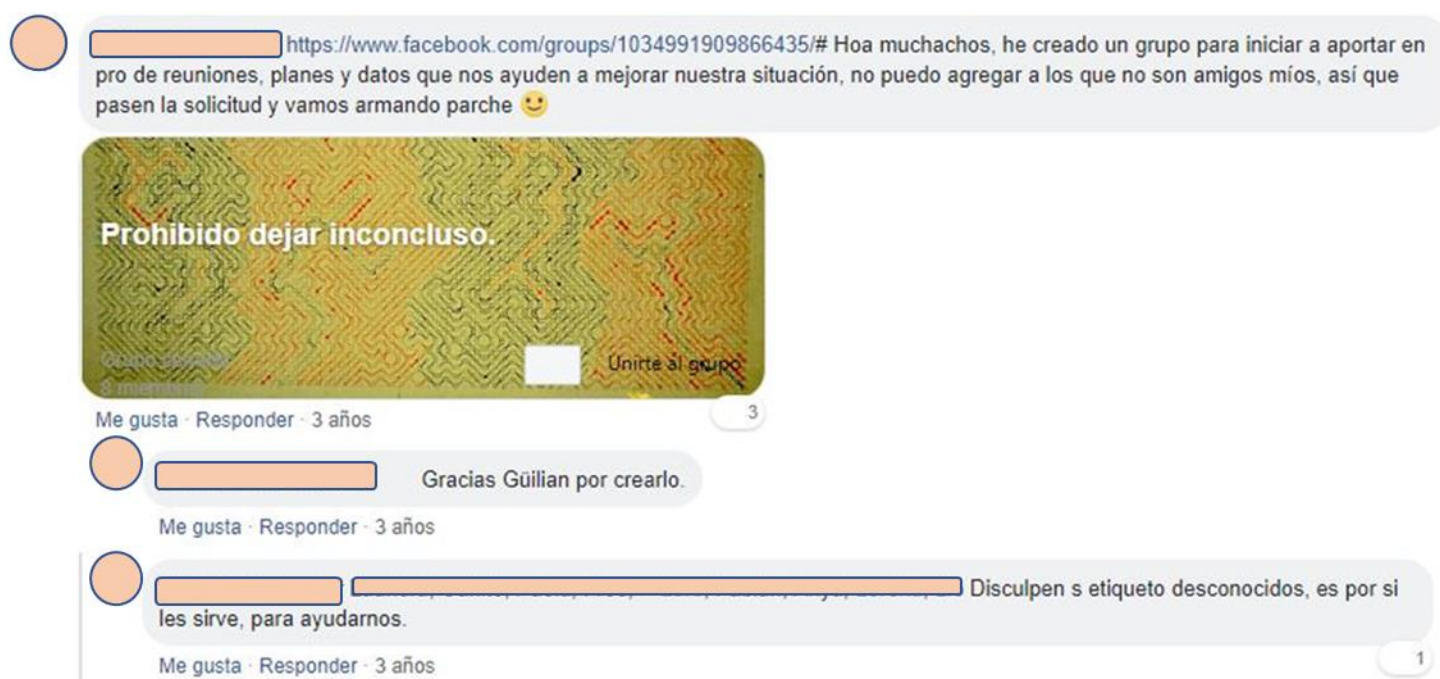 https://www.facebook.com/groups/1034991909866435/# Hoa muchachos, he creado un grupo para iniciar a aportar en
pro de reuniones, planes y datos que nos ayuden a mejorar nuestra situación, no puedo agregar a los que no son amigos míos, así que
pasen la solicitud y vamos armando parche
Prohibido dejar inconcluso.
Unirte al grupo
8
Me gusta · Responder · 3 años
3
Gracias Güilian por crearlo.
Me gusta · Responder · 3 años
Disculpen s etiqueto desconocidos, es por si
les sirve, para ayudarnos.
Me gusta · Responder · 3 años
1